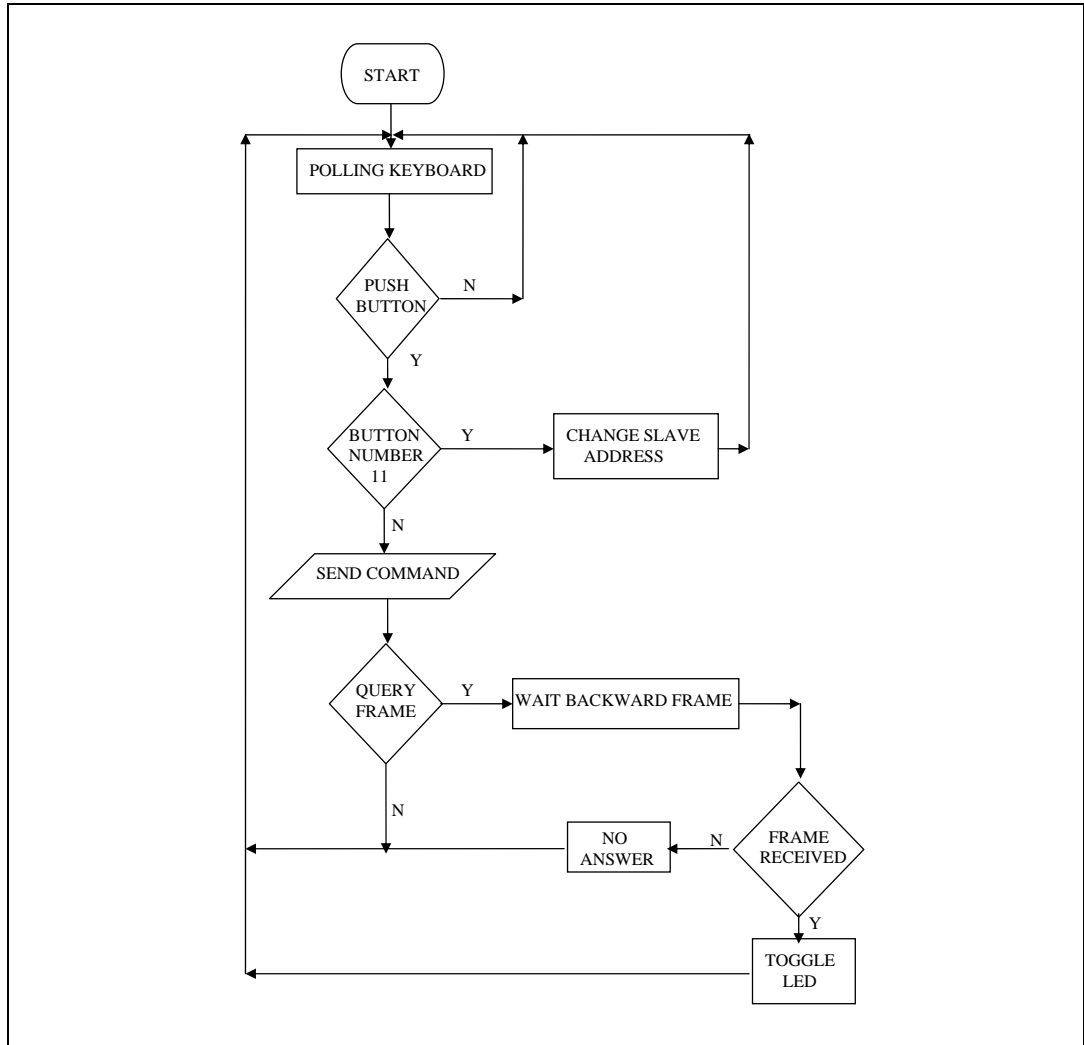 START
POLLING KEYBOARD
PUSH
BUTTON
N
Y
BUTTON
NUMBER
11
Y
CHANGE SLAVE
ADDRESS
N
SEND COMMAND
QUERY
FRAME
Y
WAIT BACKWARD FRAME
N
NO
ANSWER
N
FRAME
RECEIVED
Y
TOGGLE
LED